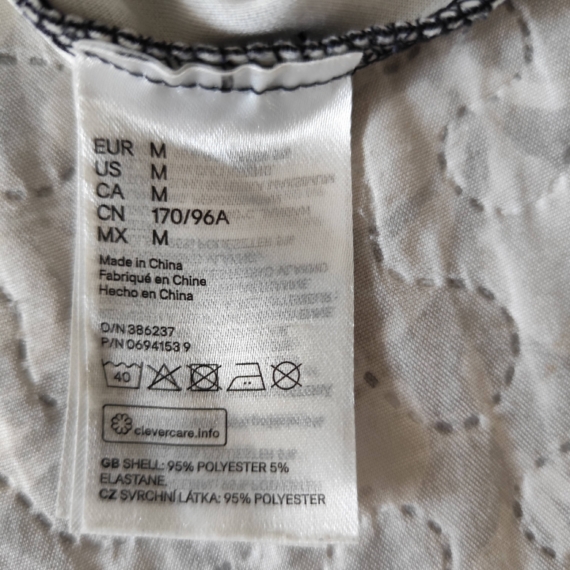 EUR M
US M
CA M
CN 170/96A
MX M
Made in China
Fabriqué en Chine
Hecho en China
O/N 386237
P/N 0694153 9
40
clevercare.info
GB SHELL: 95% POLYESTER 5%
ELASTANE.
CZ SVRCHNÍ LÁTKA: 95% POLYESTER